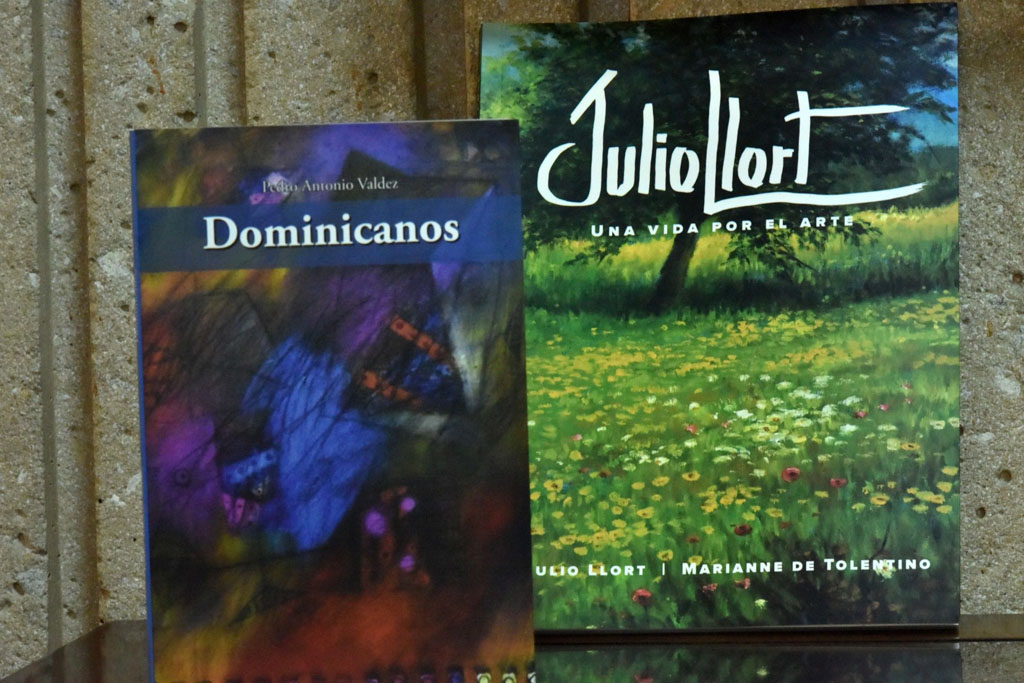 Pedro Antonio Valdez
Dominicanos
Julio Llort
UNA VIDA POR EL ARTE
ULIO LLORT | MARIANNE DE TOLENTINO